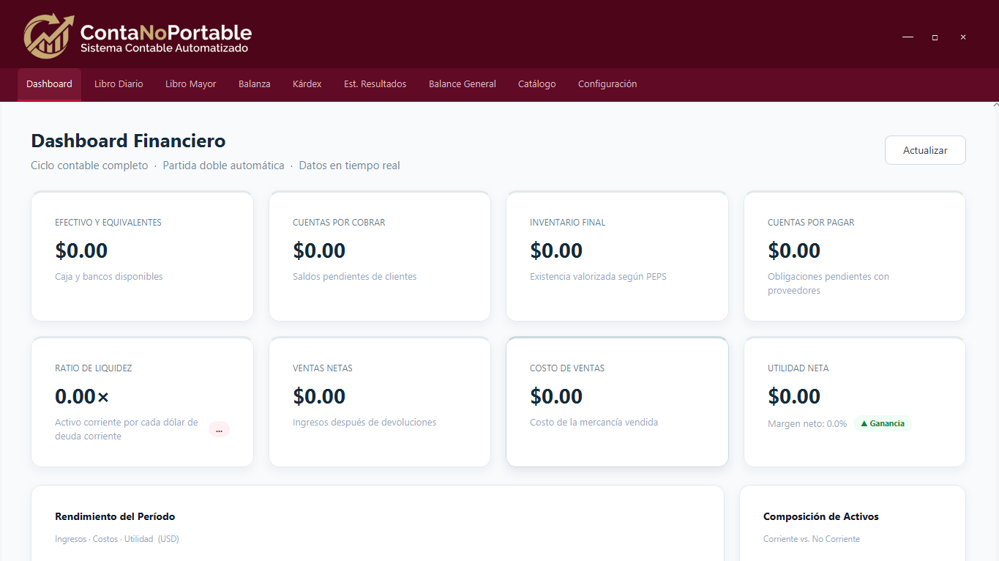 ContaNoPortable
Sistema Contable Automatizado
Dashboard Libro Diario Libro Mayor Balanza Kárdex Est. Resultados Balance General Catálogo Configuración
Dashboard Financiero
Actualizar
Ciclo contable completo · Partida doble automática · Datos en tiempo real
EFECTIVO Y EQUIVALENTES
$0.00
Caja y bancos disponibles
CUENTAS POR COBRAR
$0.00
Saldos pendientes de clientes
INVENTARIO FINAL
$0.00
Existencia valorizada según PEPS
CUENTAS POR PAGAR
$0.00
Obligaciones pendientes con
proveedores
RATIO DE LIQUIDEZ
0.00×
Activo corriente por cada dólar de
deuda corriente
...
VENTAS NETAS
$0.00
Ingresos después de devoluciones
COSTO DE VENTAS
$0.00
Costo de la mercancía vendida
UTILIDAD NETA
$0.00
Margen neto: 0.0% ▲ Ganancia
Rendimiento del Período
Ingresos · Costos · Utilidad (USD)
Composición de Activos
Corriente vs. No Corriente